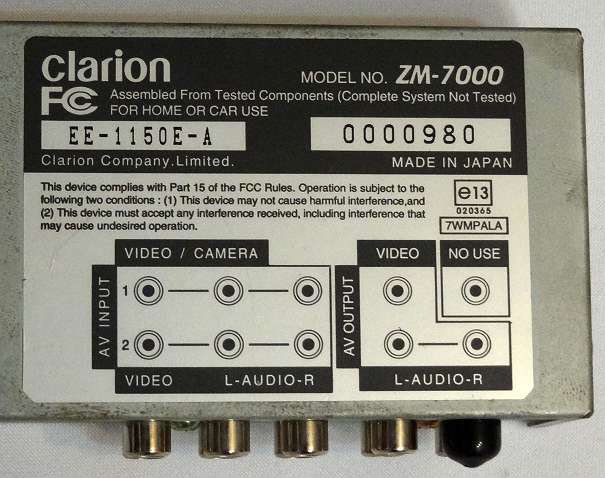 clarion
MODEL NO. ZM-7000
FC Assembled From Tested Components (Complete System Not Tested)
FOR HOME OR CAR USE
EE-1150E-A
0000980
Clarion Company.Limited.
MADE IN JAPAN
This device complies with Part 15 of the FCC Rules. Operation is subject to the
following two conditions : (1) This device may not cause harmful interference,and
(2) This device must accept any interference received, including interference that
may cause undesired operation.
e13
020365
7WMPALA
VIDEO / CAMERA
VIDEO
NO USE
AV INPUT
1
2
AV OUTPUT
VIDEO
L-AUDIO-R
L-AUDIO-R